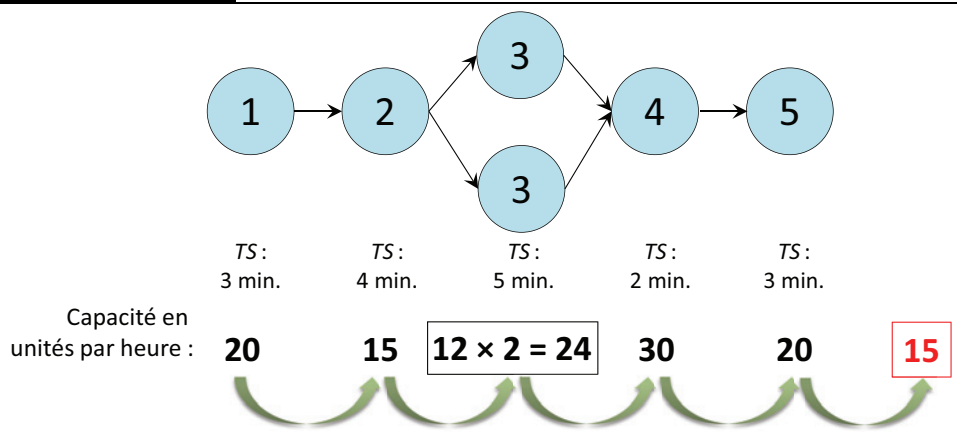 3
1 2 4 5
3
TS : TS : TS : TS : TS :
3 min. 4 min. 5 min. 2 min. 3 min.
Capacité en
unités par heure : 20 15 12 × 2 = 24 30 20 15